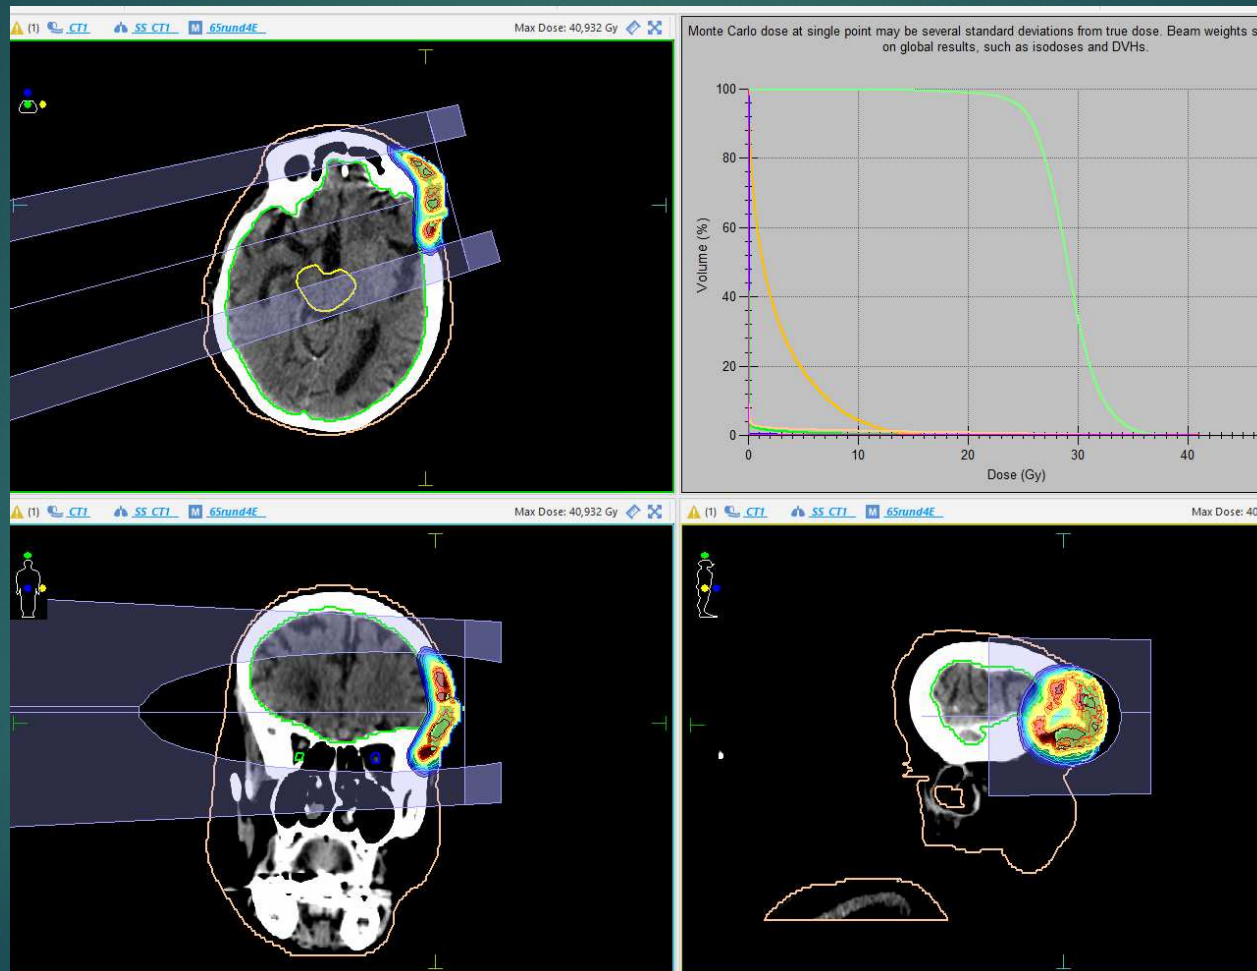 (1) CT1 SS CT1 M 65rund4E Max Dose: 40,932 Gy
Monte Carlo dose at single point may be several standard deviations from true dose. Beam weights s
on global results, such as isodoses and DVHs.
100
80
60
40
20
0
Volume (%)
0 10 20 30 40
Dose (Gy)
(1) CT1 SS CT1 M 65rund4E Max Dose: 40,932 Gy
(1) CT1 SS CT1 M 65rund4E Max Dose: 40